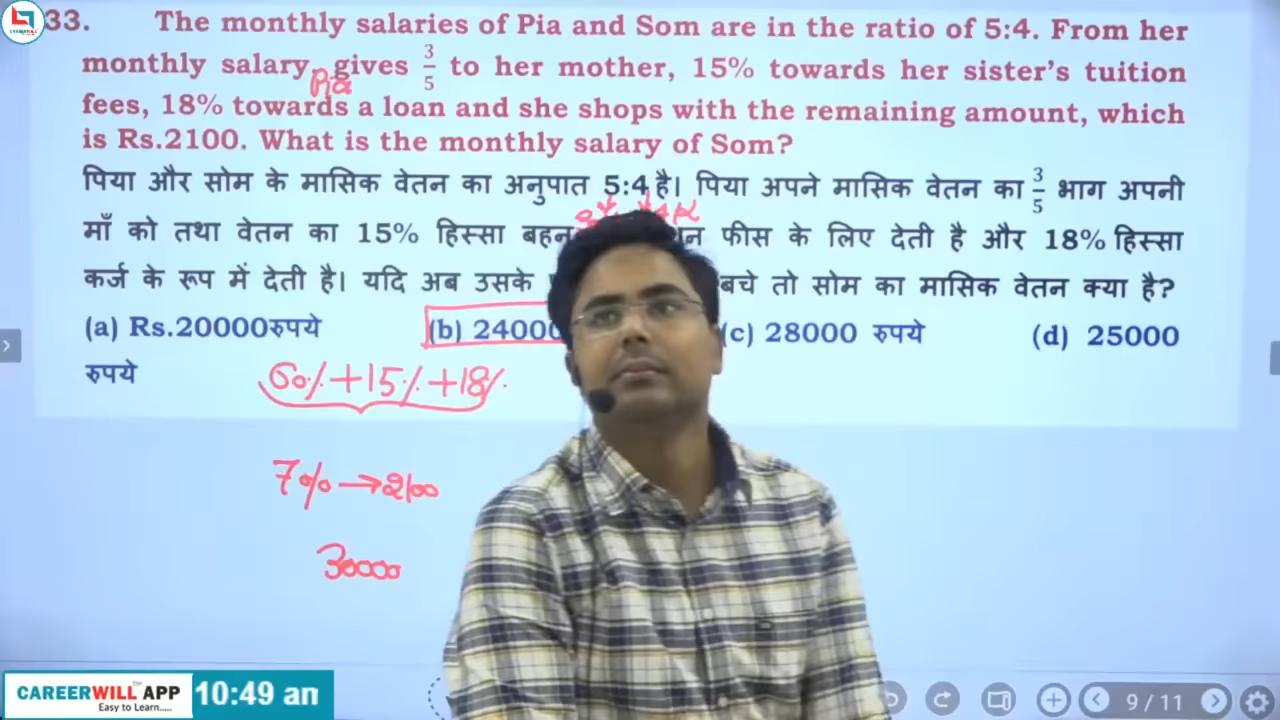 33. The monthly salaries of Pia and Som are in the ratio of 5:4. From her
monthly salary gives 3/5 to her mother, 15% towards her sister's tuition
Pia
fees, 18% towards a loan and she shops with the remaining amount, which
is Rs.2100. What is the monthly salary of Som?
पिया और सोम के मासिक वेतन का अनुपात 5:4 है। पिया अपने मासिक वेतन का 3/5 भाग अपनी
माँ को तथा वेतन का 15% हिस्सा बहन फीस के लिए देती है और 18% हिस्सा
कर्ज के रूप में देती है। यदि अब उसके बचे तो सोम का मासिक वेतन क्या है?
(a) Rs.20000रुपये (b) 24000 (c) 28000 रुपये (d) 25000
रुपये
60%+15%+18%
7%→2100
30000
CAREERWILL APP
Easy to Learn.....
10:49 an
9 / 11